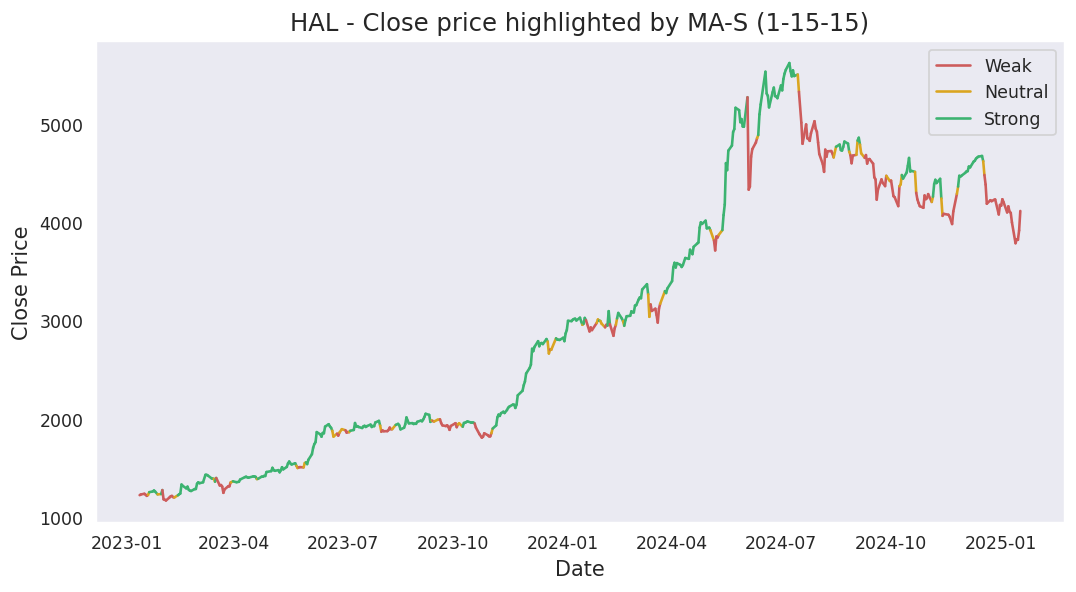 HAL - Close price highlighted by MA-S (1-15-15)
Weak
Neutral
Strong
Close Price
5000
4000
3000
2000
1000
2023-01 2023-04 2023-07 2023-10 2024-01 2024-04 2024-07 2024-10 2025-01
Date